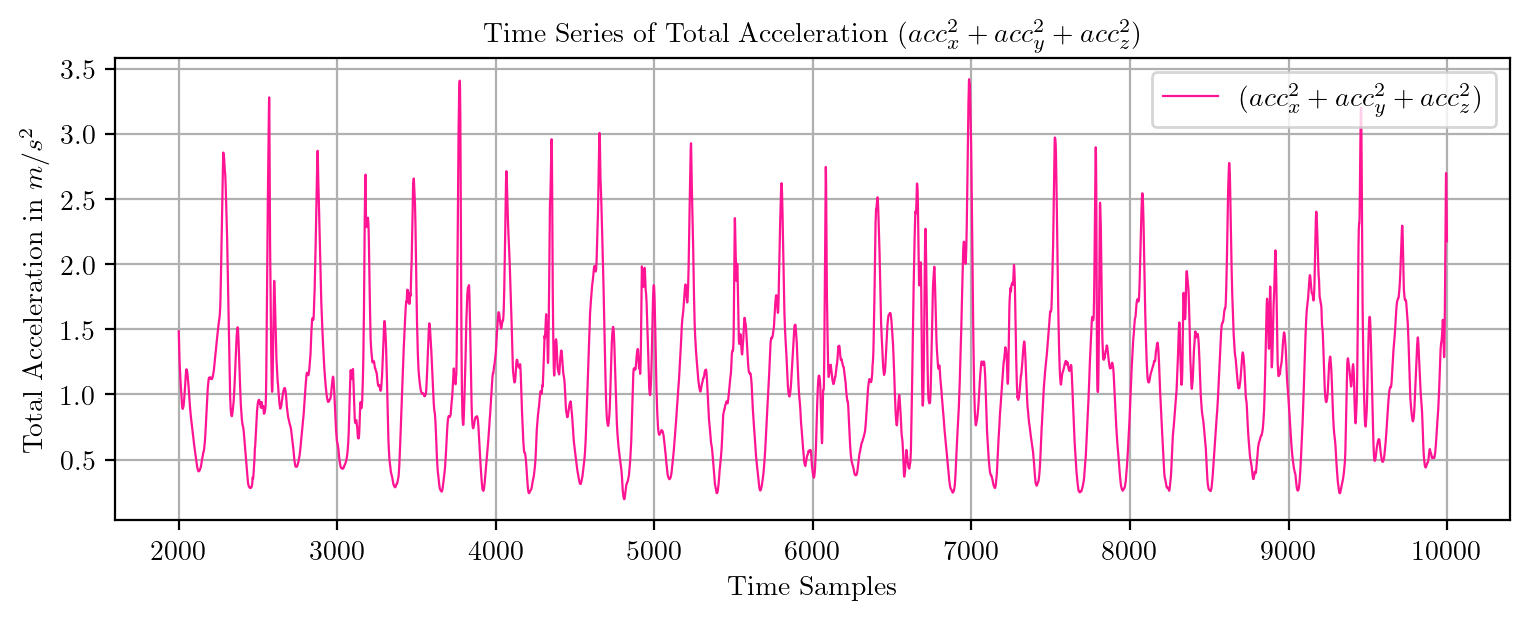 Time Series of Total Acceleration ($acc_x^2 + acc_y^2 + acc_z^2$)
3.5
3.0
2.5
2.0
1.5
1.0
0.5
Total Acceleration in $m/s^2$
($acc_x^2 + acc_y^2 + acc_z^2$)
2000 3000 4000 5000 6000 7000 8000 9000 10000
Time Samples